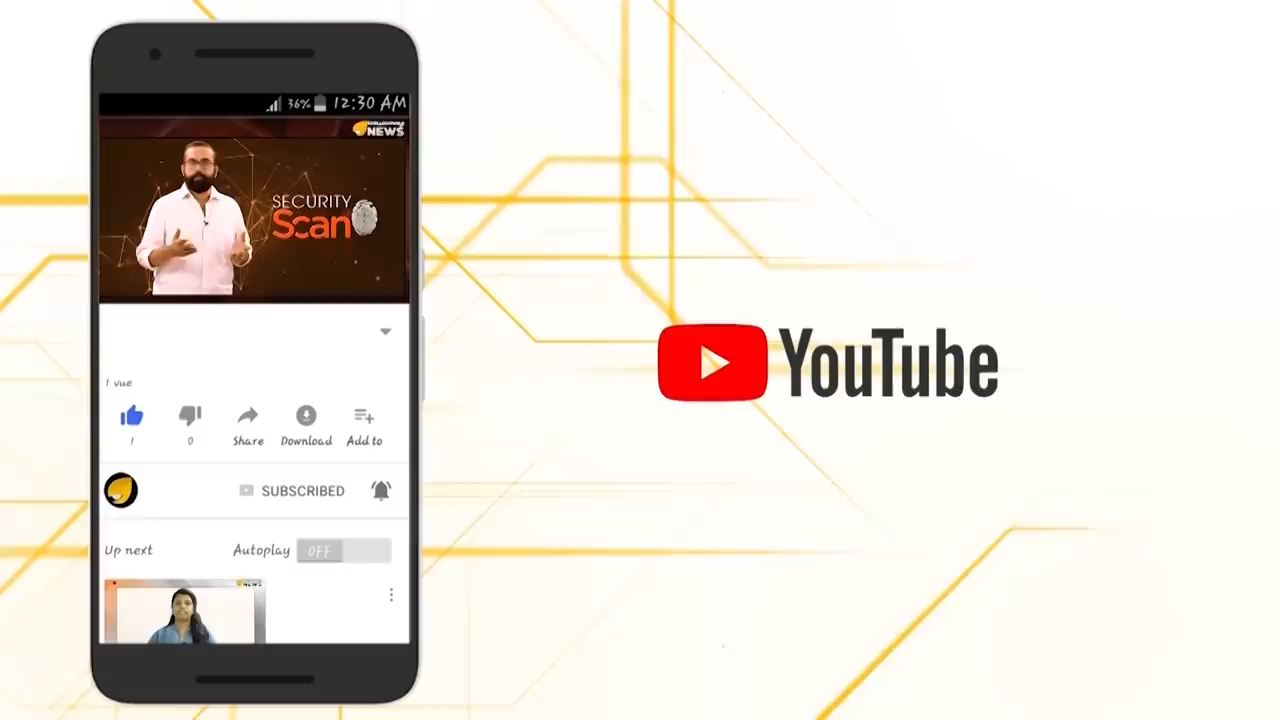 36% 12:30 AM
NEWS
SECURITY
Scan
1 vue
1 0 Share Download Add to
SUBSCRIBED
Up next Autoplay OFF
NEWS
YouTube